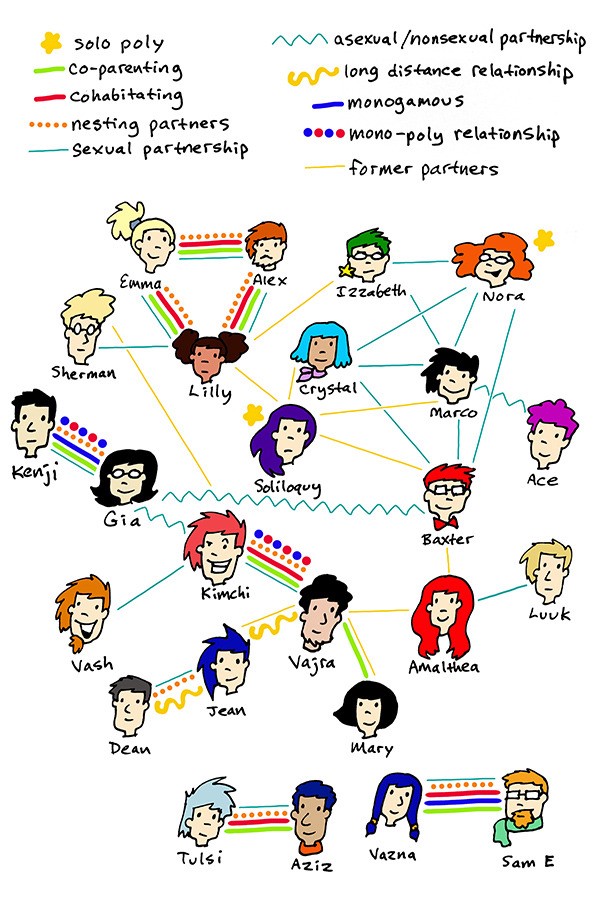 solo poly
co-parenting
cohabitating
nesting partners
sexual partnership
asexual/nonsexual partnership
long distance relationship
monogamous
mono-poly relationship
former partners
Emma
Alex
Izzabeth
Nora
Sherman
Lilly
Crystal
Marco
Kenji
Gia
Soliloquy
Ace
Baxter
Kimchi
Luuk
Vash
Vajra
Amalthea
Jean
Dean
Mary
Tulsi
Aziz
Vazna
Sam E